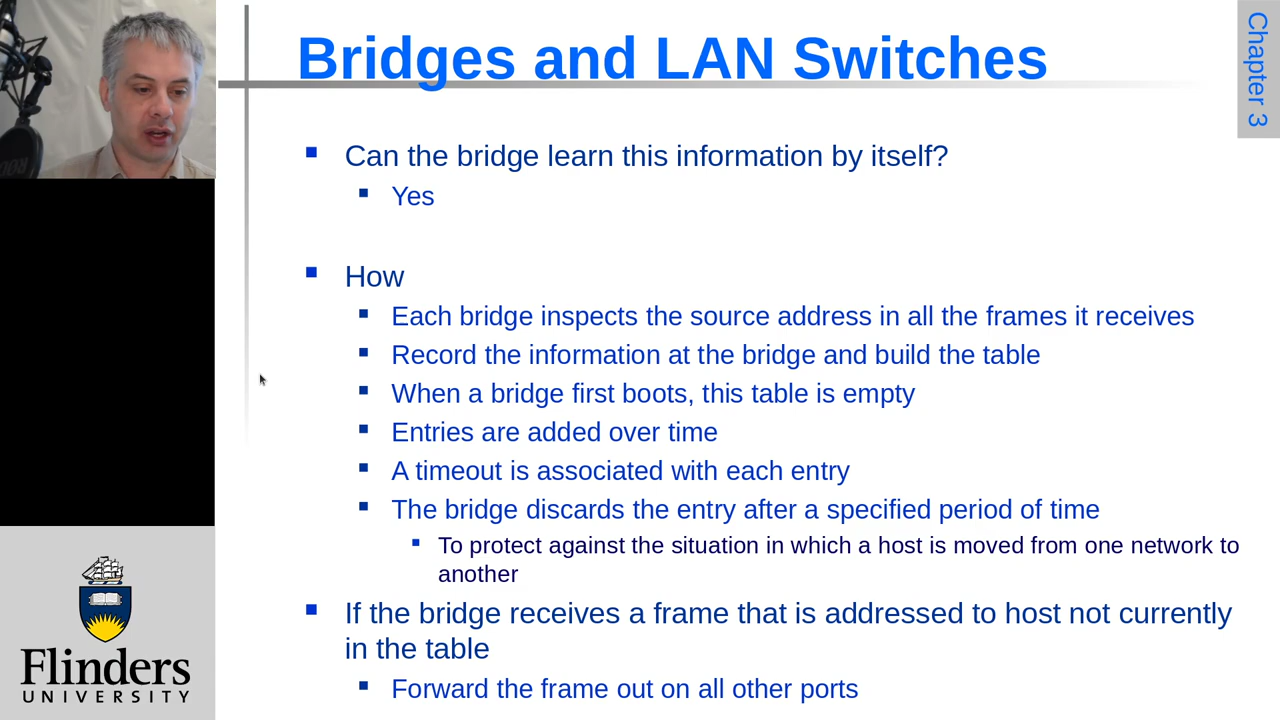 Bridges and LAN Switches
Chapter 3
Can the bridge learn this information by itself?
Yes
How
Each bridge inspects the source address in all the frames it receives
Record the information at the bridge and build the table
When a bridge first boots, this table is empty
Entries are added over time
A timeout is associated with each entry
The bridge discards the entry after a specified period of time
To protect against the situation in which a host is moved from one network to
another
If the bridge receives a frame that is addressed to host not currently
in the table
Forward the frame out on all other ports
Flinders
UNIVERSITY